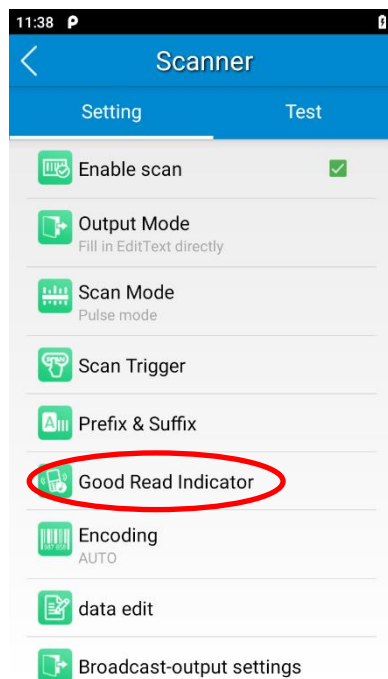 11:38
Scanner
Setting Test
Enable scan
Output Mode
Fill in EditText directly
Scan Mode
Pulse mode
Scan Trigger
Prefix & Suffix
Good Read Indicator
Encoding
AUTO
data edit
Broadcast-output settings